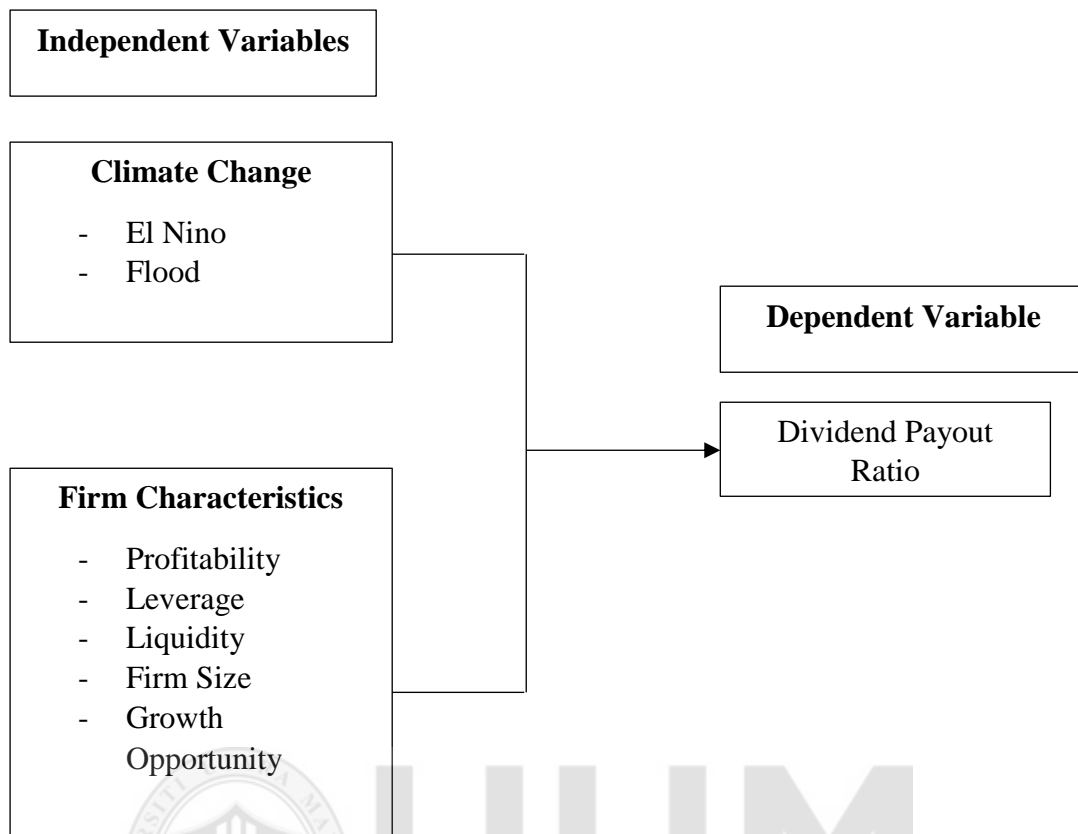 Independent Variables
Climate Change
- El Nino
- Flood
Dependent Variable
Dividend Payout
Ratio
Firm Characteristics
- Profitability
- Leverage
- Liquidity
- Firm Size
- Growth
Opportunity
UUM